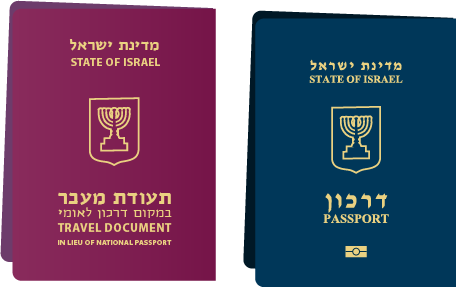 מדינת ישראל
STATE OF ISRAEL
תעודת מעבר
במקום דרכון לאומי
TRAVEL DOCUMENT
IN LIEU OF NATIONAL PASSPORT
מדינת ישראל
STATE OF ISRAEL
דרכון
PASSPORT